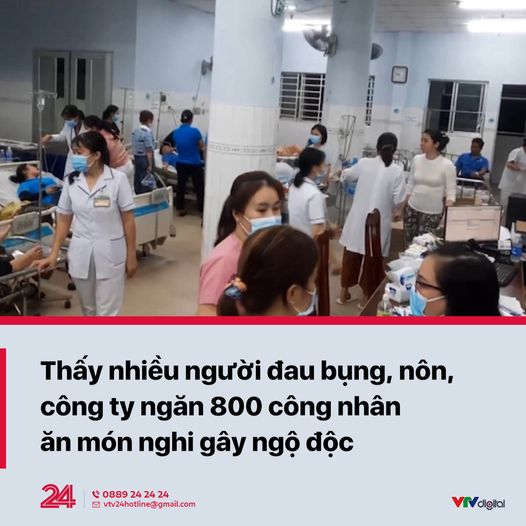 Thấy nhiều người đau bụng, nôn,
công ty ngăn 800 công nhân
ăn món nghi gây ngộ độc
24
0889 24 24 24
vtv24hotline@gmail.com
VTVdigital